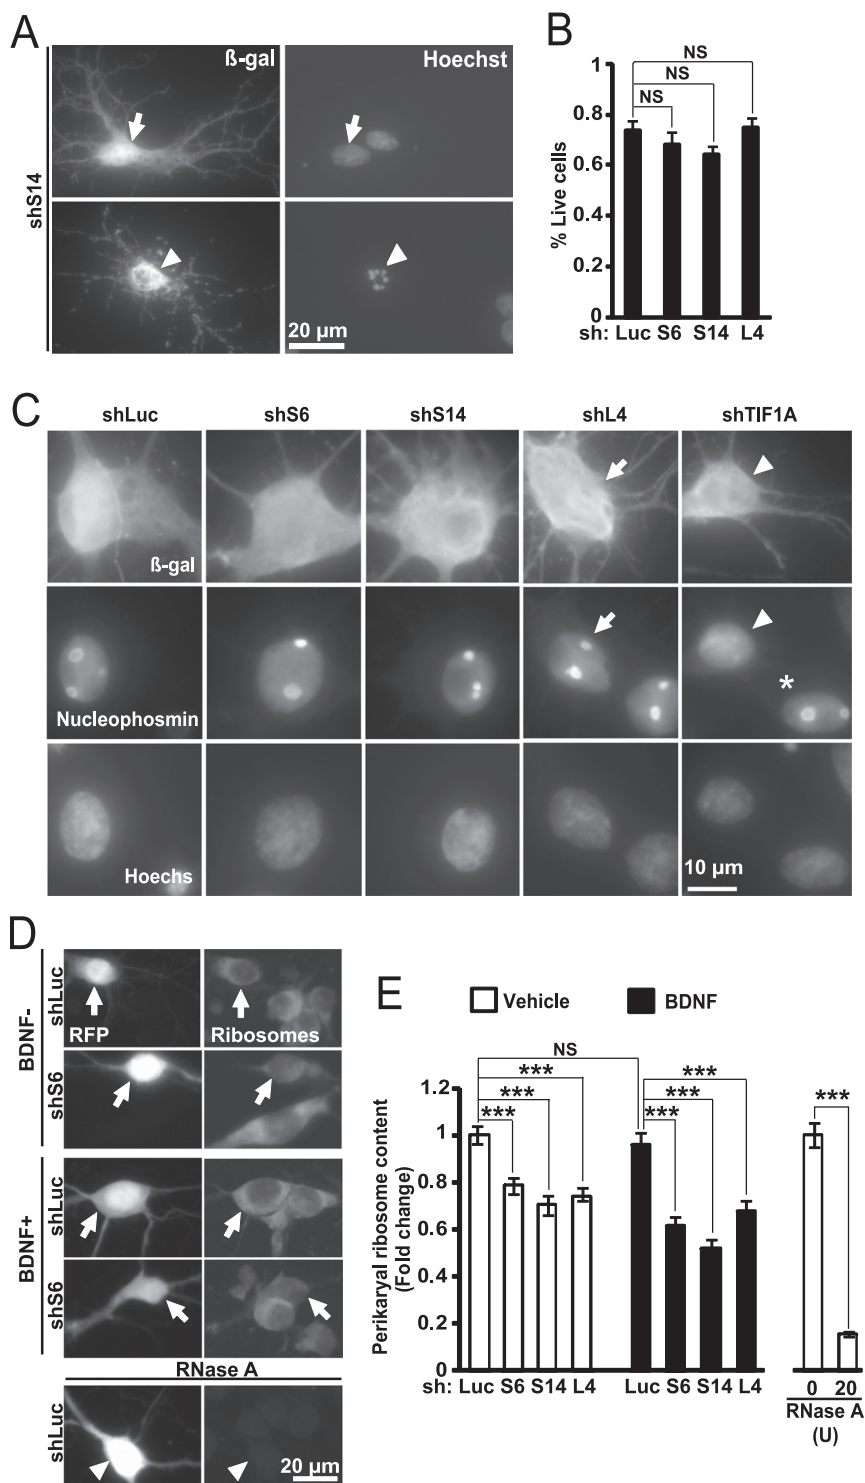 A
ß-gal
Hoechst
shS14
20 µm
B
NS
NS
NS
% Live cells
1
0.8
0.6
0.4
0.2
0
sh: Luc S6 S14 L4
C
shLuc
shS6
shS14
shL4
shTIF1A
ß-gal
Nucleophosmin
*
Hoechs
10 µm
D
BDNF-
shLuc
RFP
Ribosomes
shS6
BDNF+
shLuc
shS6
RNase A
shLuc
20 µm
E
Vehicle
BDNF
Perikaryal ribosome content
(Fold change)
NS
***
***
***
***
***
***
***
1.2
1
0.8
0.6
0.4
0.2
0
sh: Luc S6 S14 L4
Luc S6 S14 L4
0 20
RNase A
(U)